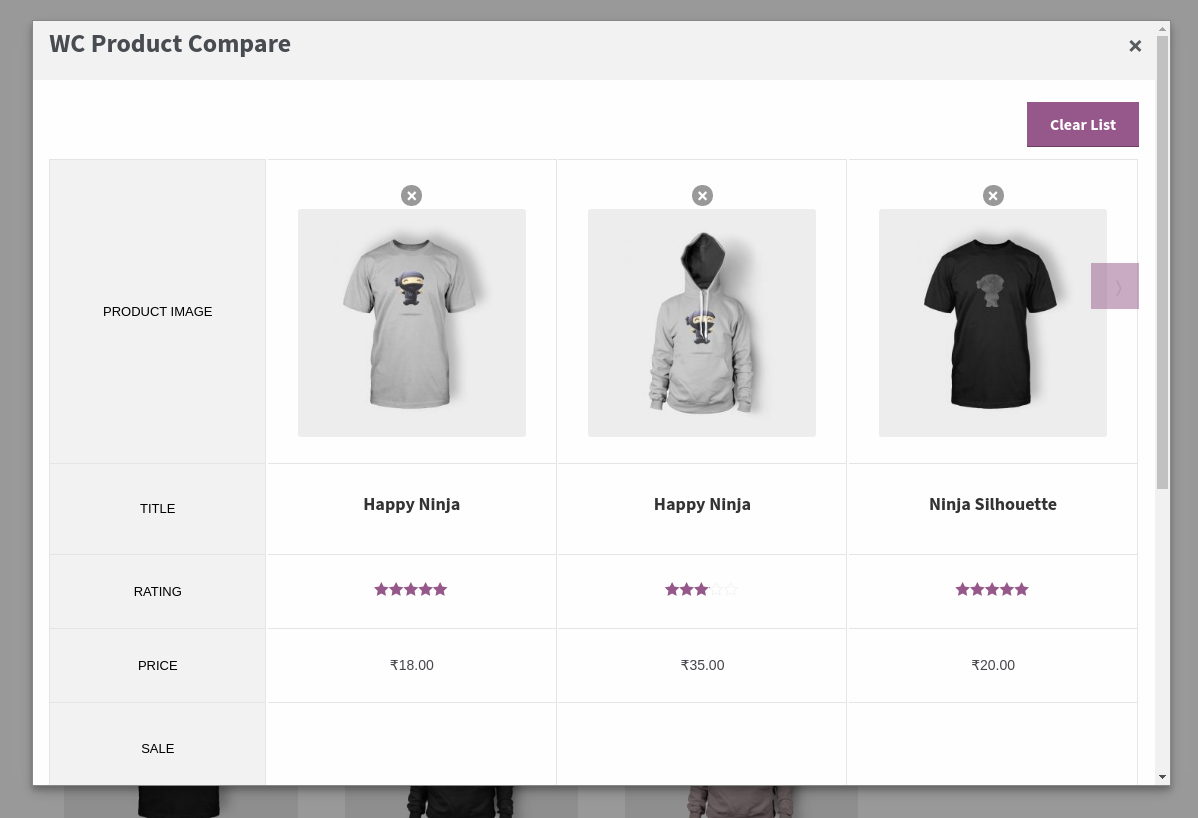 WC Product Compare
×
Clear List
PRODUCT IMAGE
TITLE
Happy Ninja
Happy Ninja
Ninja Silhouette
RATING
PRICE
₹18.00
₹35.00
₹20.00
SALE